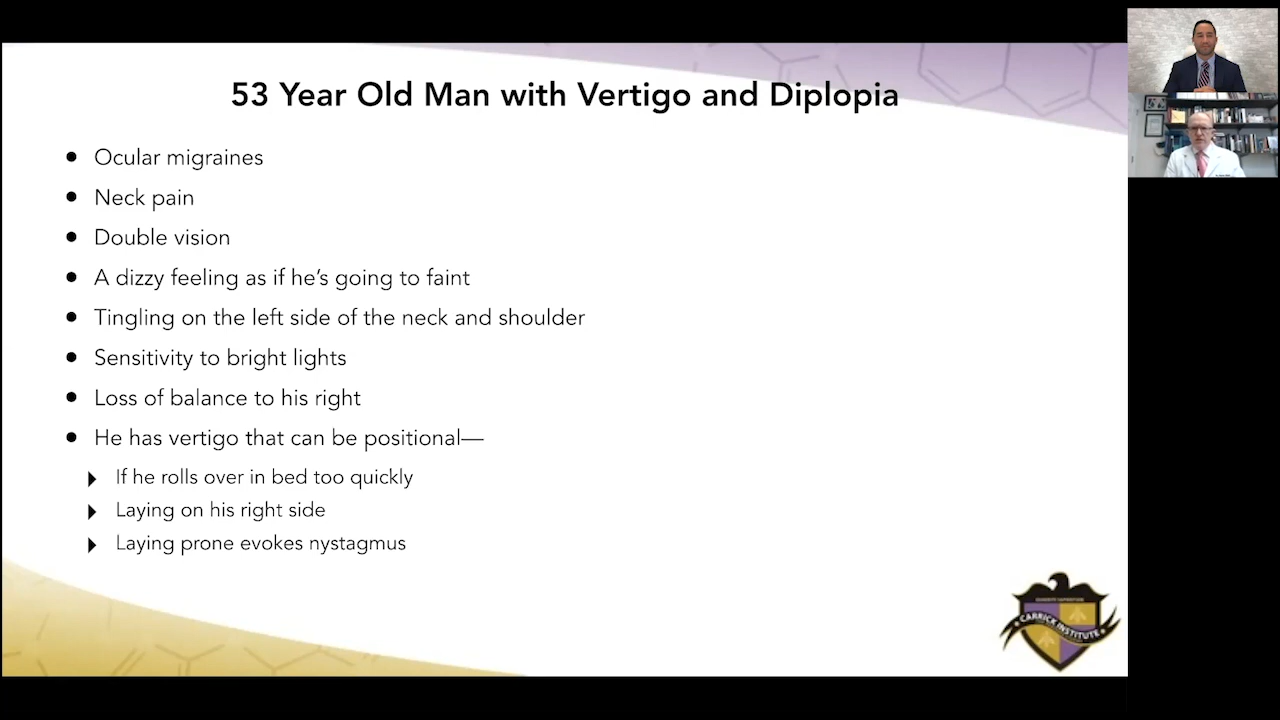 53 Year Old Man with Vertigo and Diplopia
Ocular migraines
Neck pain
Double vision
A dizzy feeling as if he’s going to faint
Tingling on the left side of the neck and shoulder
Sensitivity to bright lights
Loss of balance to his right
He has vertigo that can be positional—
If he rolls over in bed too quickly
Laying on his right side
Laying prone evokes nystagmus
CARRICK INSTITUTE